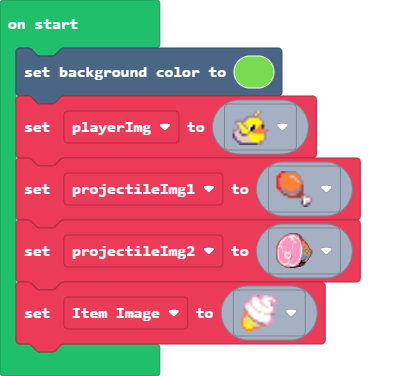 on start
set background color to
set playerImg to
set projectileImg1 to
set projectileImg2 to
set Item Image to